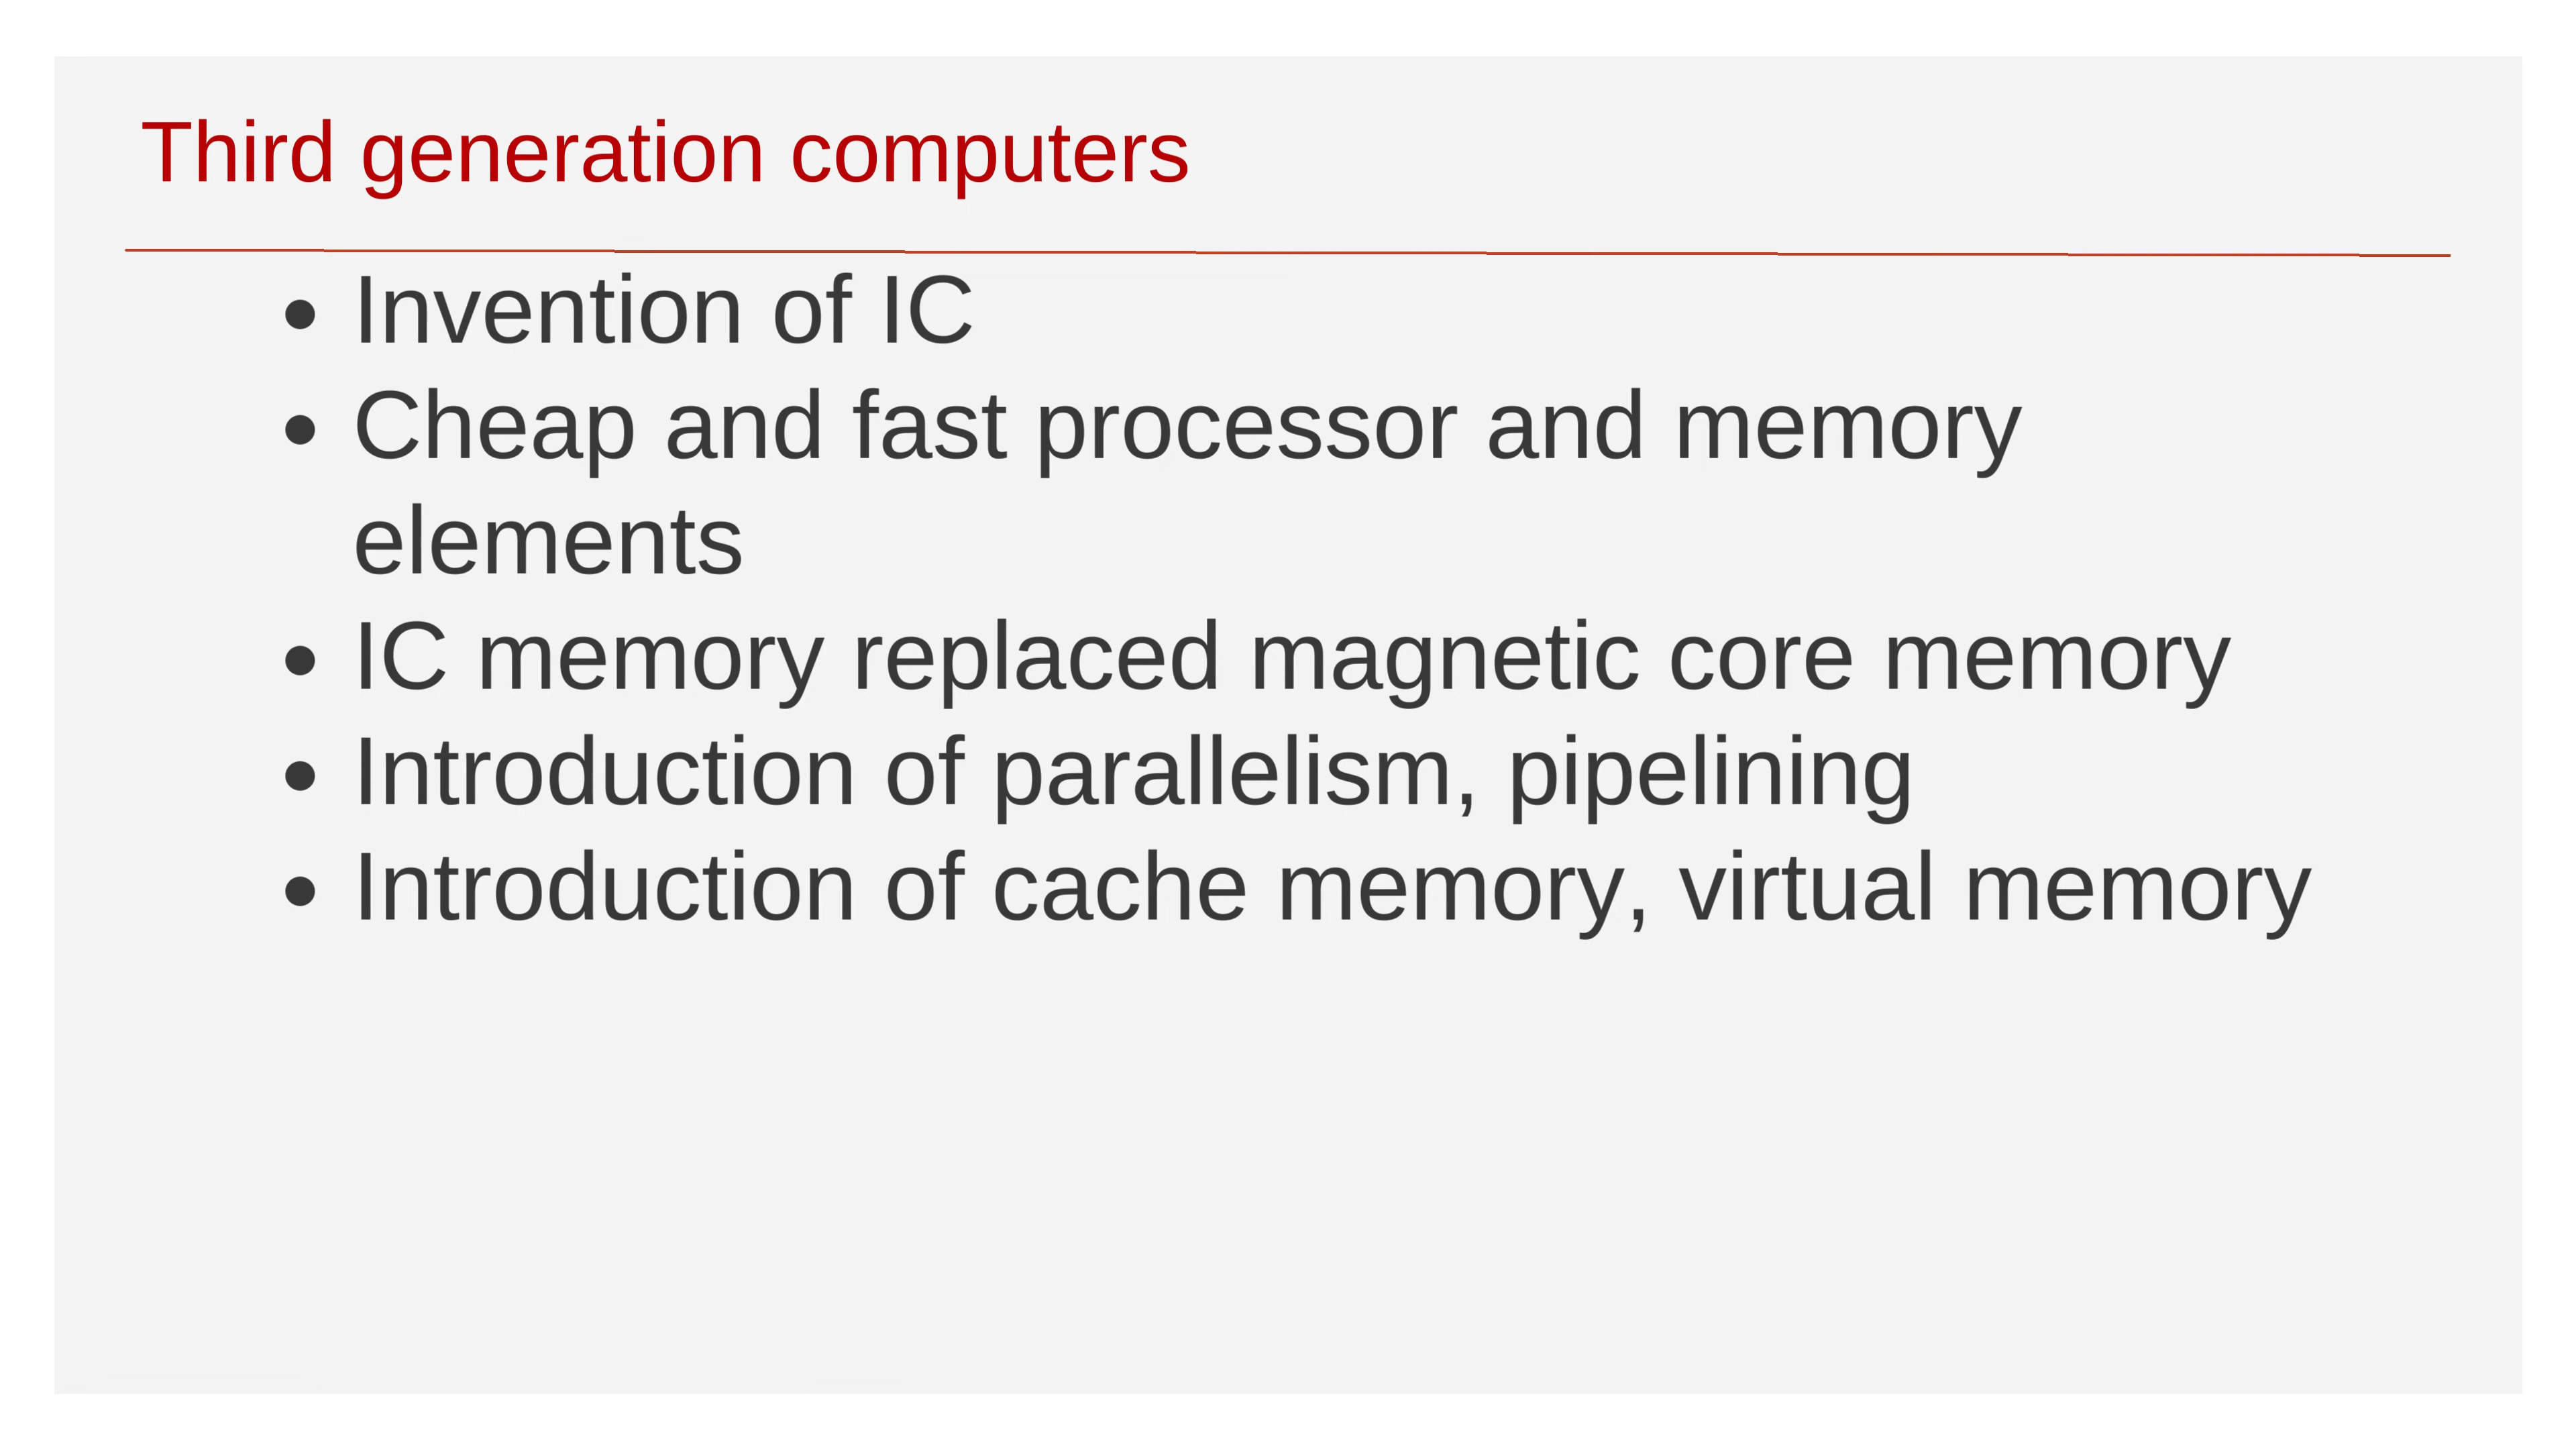 Third generation computers
• Invention of IC
• Cheap and fast processor and memory
elements
• IC memory replaced magnetic core memory
• Introduction of parallelism, pipelining
• Introduction of cache memory, virtual memory